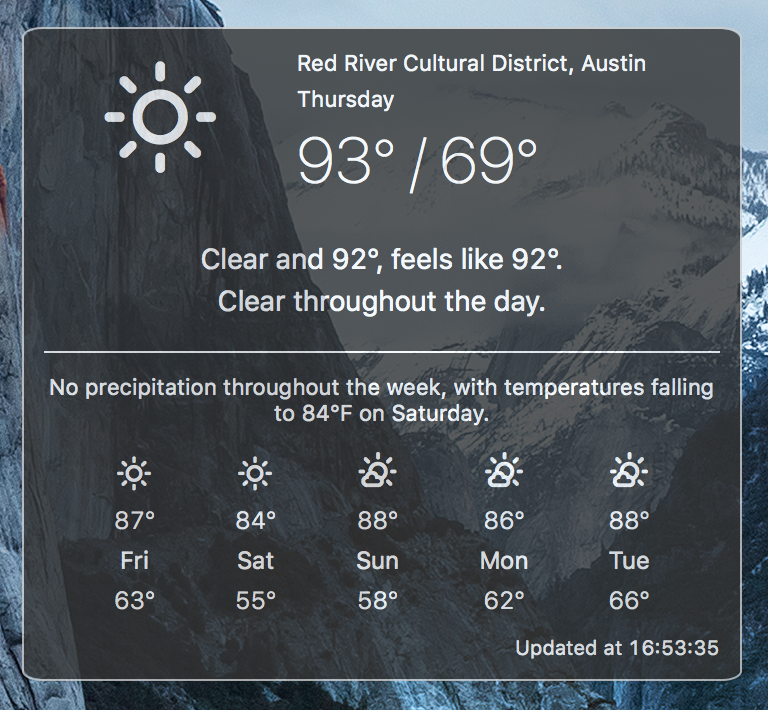 Red River Cultural District, Austin
Thursday
93° / 69°
Clear and 92°, feels like 92°.
Clear throughout the day.
No precipitation throughout the week, with temperatures falling
to 84°F on Saturday.
87° 84° 88° 86° 88°
Fri Sat Sun Mon Tue
63° 55° 58° 62° 66°
Updated at 16:53:35